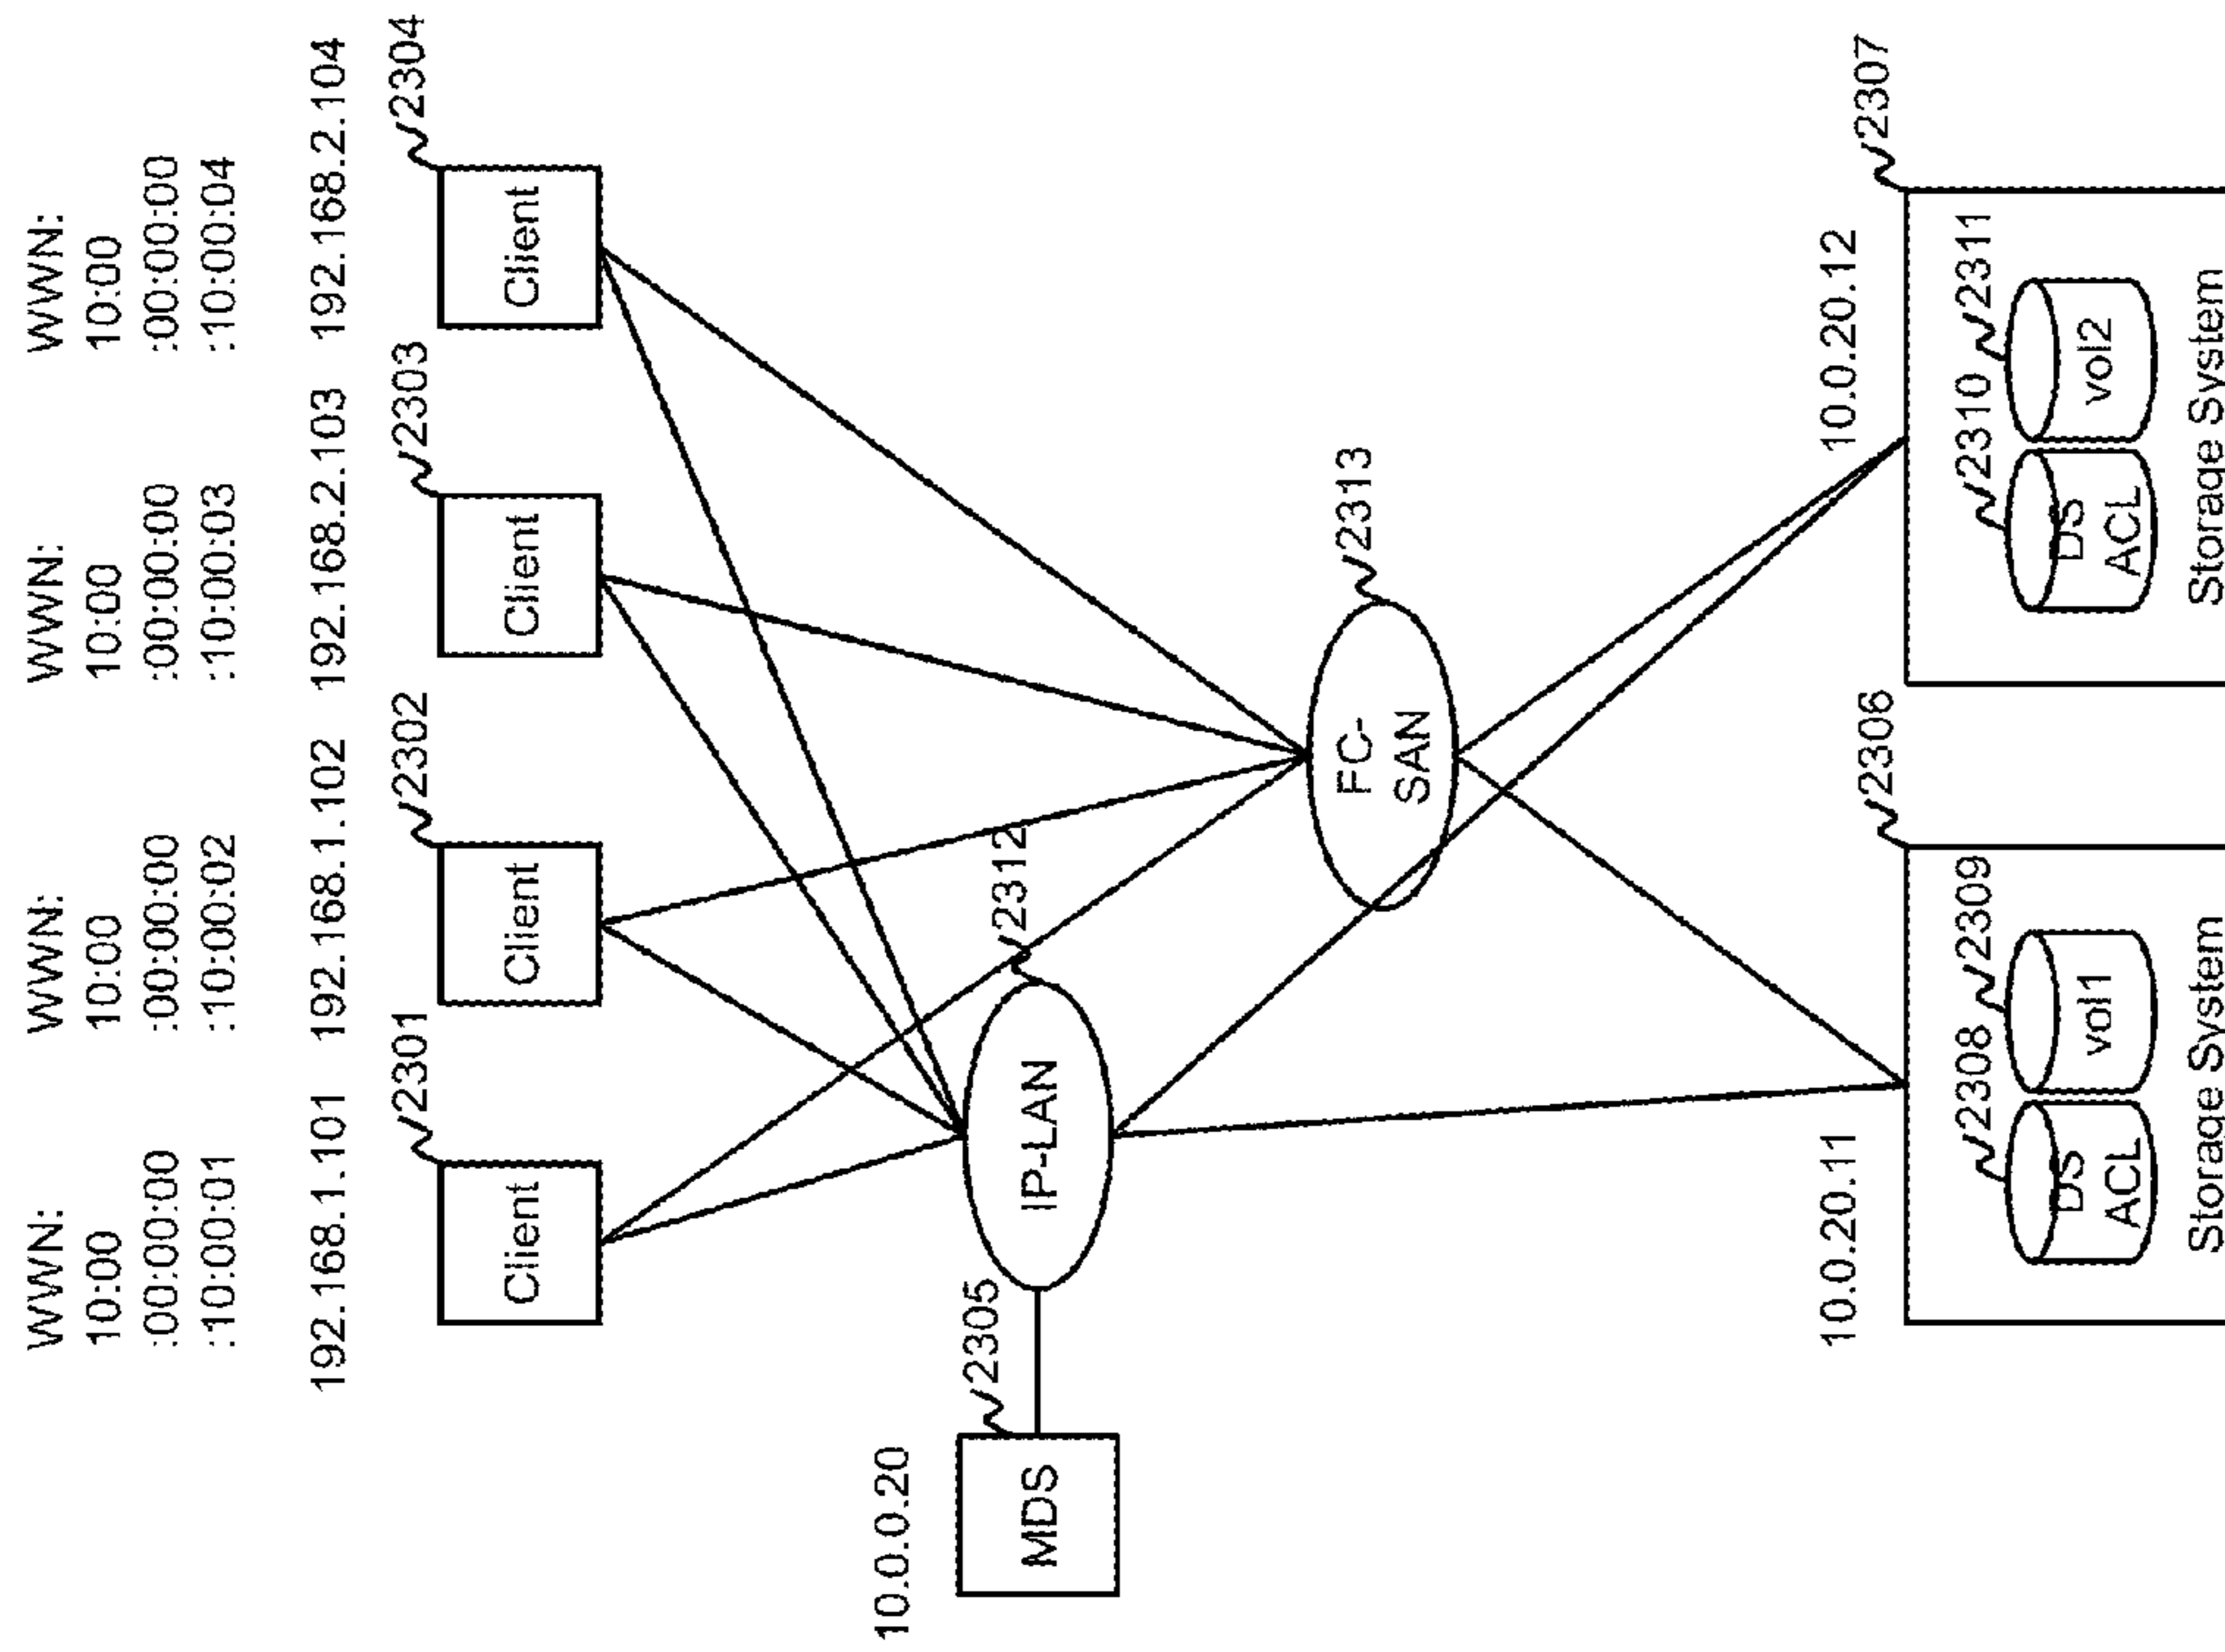 WWN:
10:00
:00:00:00
:10:00:01
WWN:
10:00
:00:00:00
:10:00:02
WWN:
10:00
:00:00:00
:10:00:03
WWN:
10:00
:00:00:00
:10:00:04
192.168.1.101
192.168.1.102
192.168.2.103
192.168.2.104
2301
2302
2303
2304
Client
Client
Client
Client
10.0.0.20
2305
2312
MDS
IP-LAN
2313
FC-
SAN
10.0.20.11
2306
10.0.20.12
2307
2308
2309
2310
2311
DS
ACL
vol1
DS
ACL
vol2
Storage System
Storage System